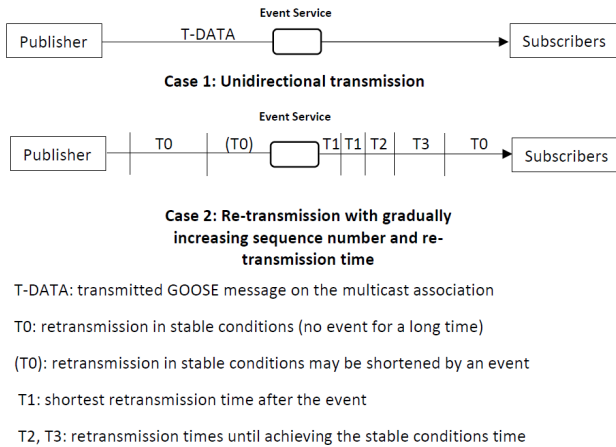 Event Service
Publisher T-DATA Subscribers
Case 1: Unidirectional transmission
Event Service
Publisher T0 (T0) T1 T1 T2 T3 T0 Subscribers
Case 2: Re-transmission with gradually
increasing sequence number and re-
transmission time
T-DATA: transmitted GOOSE message on the multicast association
T0: retransmission in stable conditions (no event for a long time)
(T0): retransmission in stable conditions may be shortened by an event
T1: shortest retransmission time after the event
T2, T3: retransmission times until achieving the stable conditions time